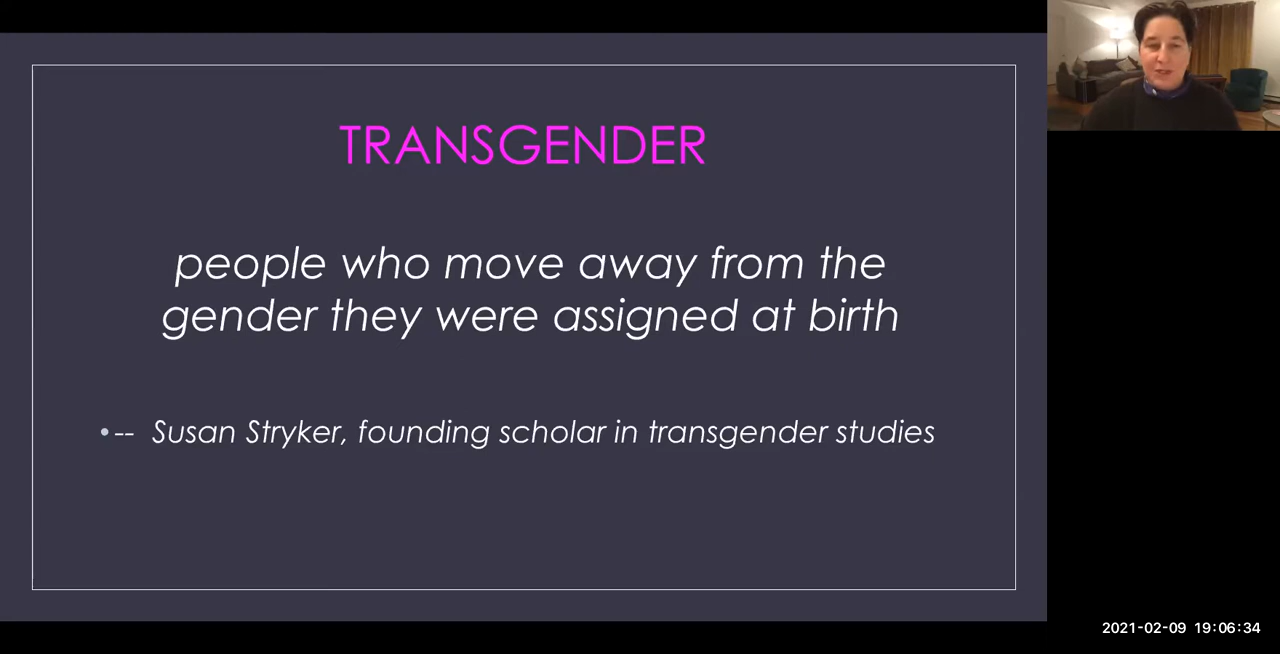 TRANSGENDER
people who move away from the
gender they were assigned at birth
•-- Susan Stryker, founding scholar in transgender studies
2021-02-09 19:06:34